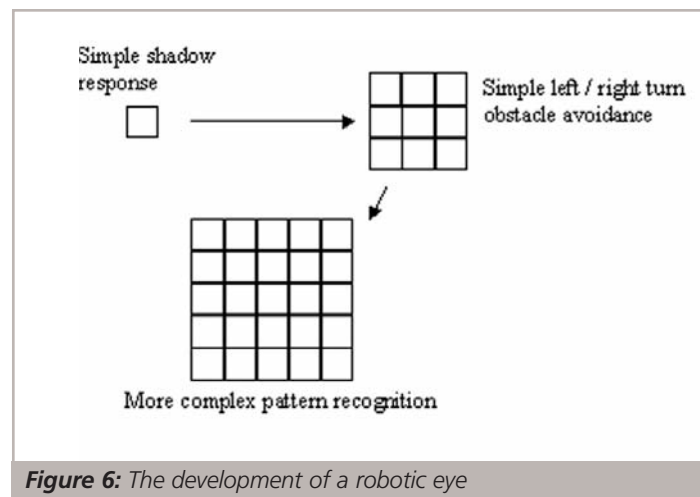 Simple shadow
response
Simple left / right turn
obstacle avoidance
More complex pattern recognition
Figure 6: The development of a robotic eye